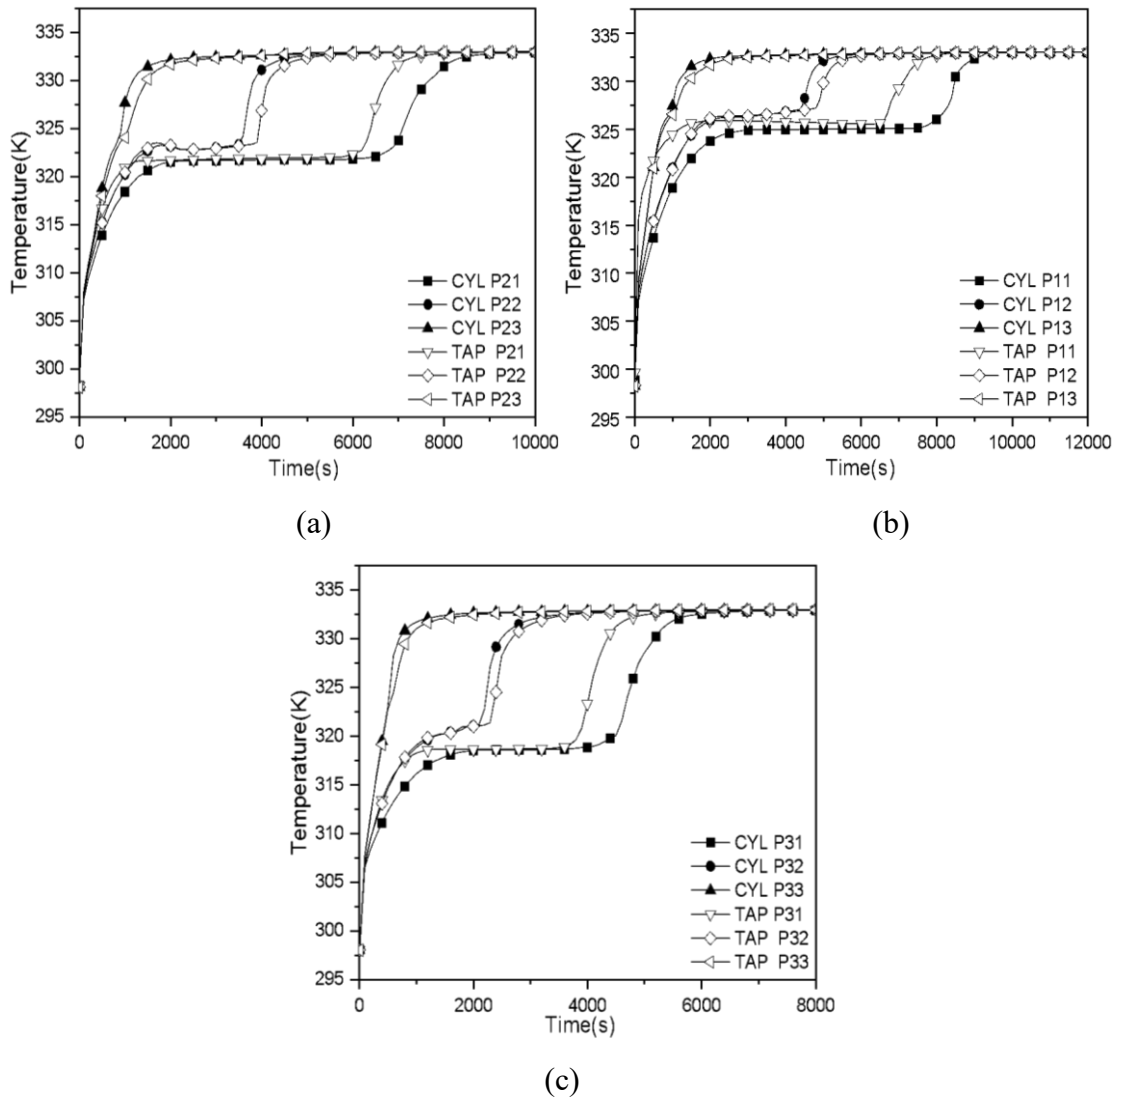 335
330
325
320
315
310
305
300
295
Temperature(K)
CYL P21
CYL P22
CYL P23
TAP P21
TAP P22
TAP P23
0 2000 4000 6000 8000 10000
Time(s)
(a)
335
330
325
320
315
310
305
300
295
Temperature(K)
CYL P11
CYL P12
CYL P13
TAP P11
TAP P12
TAP P13
0 2000 4000 6000 8000 10000 12000
Time(s)
(b)
335
330
325
320
315
310
305
300
295
Temperature(K)
CYL P31
CYL P32
CYL P33
TAP P31
TAP P32
TAP P33
0 2000 4000 6000 8000
Time(s)
(c)